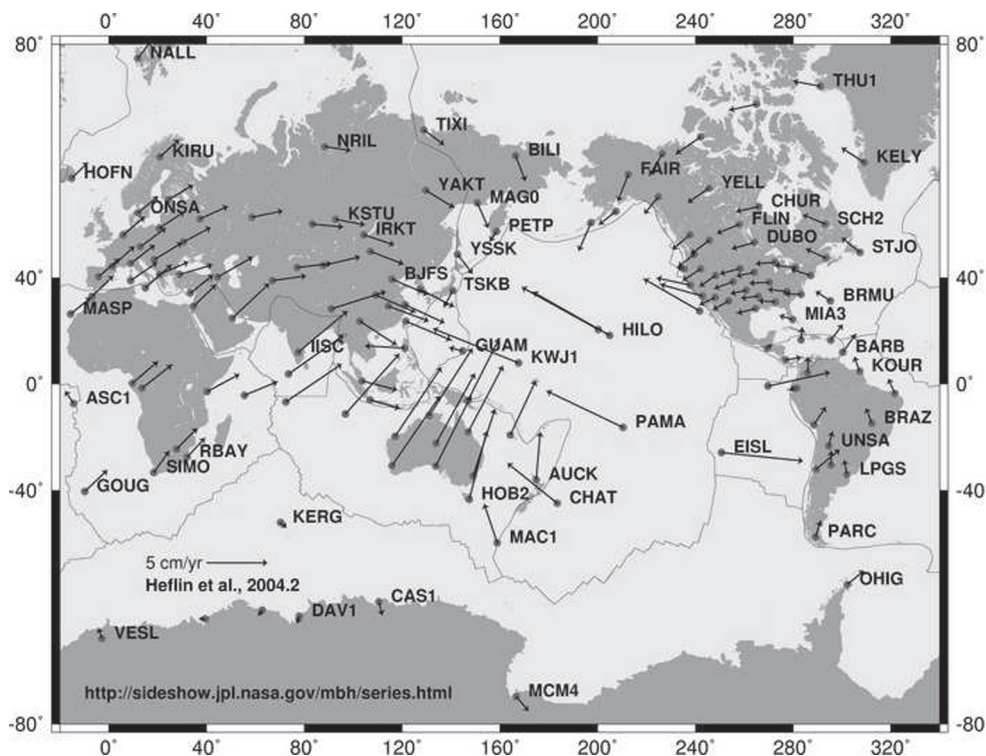 0° 40° 80° 120° 160° 200° 240° 280° 320°
80° 80°
NALL
THU1
TIXI
NRIL
BILI
KIRU
FAIR
KELY
HOFN
YAKT
YELL
MAG0
CHUR
ONSA
KSTU
PETP
FLIN
SCH2
IRKT
DUBO
YSSK
STJO
40° 40°
BJFS
TSKB
BRMU
MASP
MIA3
HILO
IISC
GUAM
KWJ1
BARB
KOUR
0° 0°
ASC1
PAMA
BRAZ
UNSA
EISL
RBAY
SIMO
LPGS
AUCK
GOUG
HOB2
CHAT
-40° -40°
KERG
MAC1
PARC
5 cm/yr
OHIG
Heflin et al., 2004.2
CAS1
DAV1
VESL
http://sideshow.jpl.nasa.gov/mbh/series.html
MCM4
-80° -80
0° 40° 80° 120° 160° 200° 240° 280° 320°